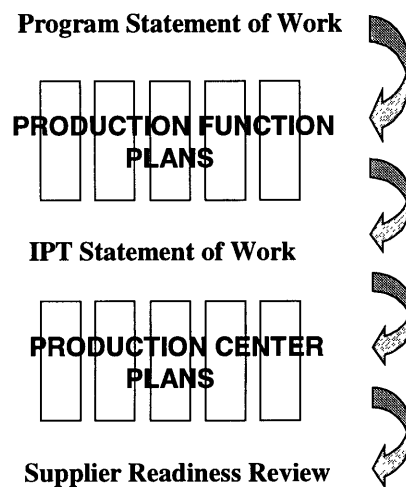 Program Statement of Work
PRODUCTION FUNCTION
PLANS
IPT Statement of Work
PRODUCTION CENTER
PLANS
Supplier Readiness Review